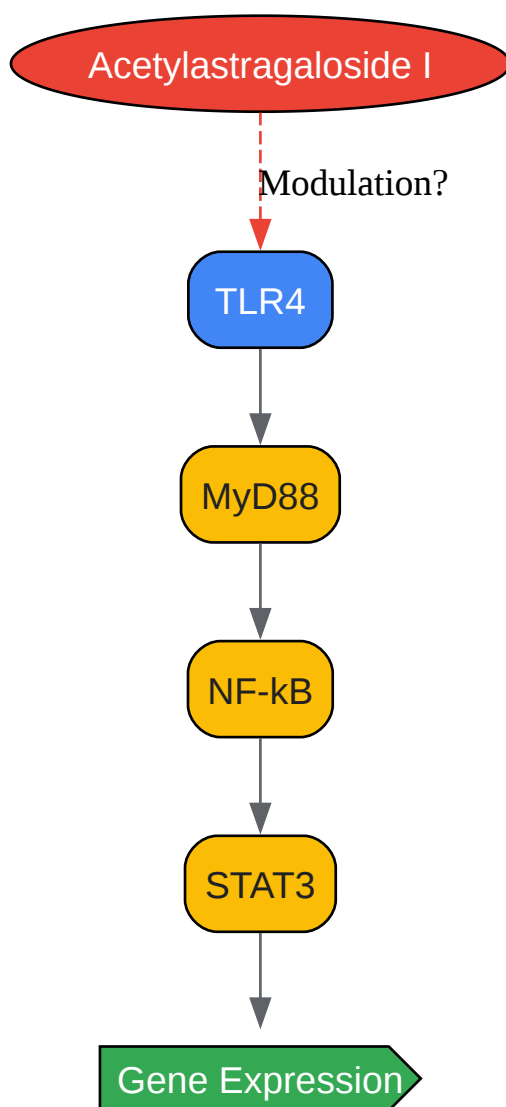 Acetylastragaloside I
Modulation?
TLR4
MyD88
NF-kB
STAT3
Gene Expression